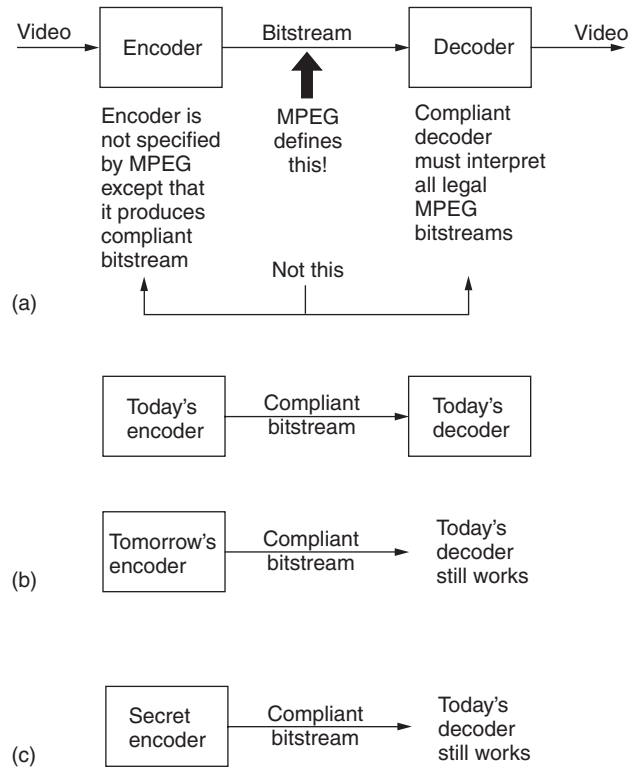 Video
Encoder
Bitstream
Decoder
Video
Encoder is
not specified
by MPEG
except that
it produces
compliant
bitstream
MPEG
defines
this!
Compliant
decoder
must interpret
all legal
MPEG
bitstreams
Not this
(a)
Today's
encoder
Compliant
bitstream
Today's
decoder
Tomorrow's
encoder
Compliant
bitstream
Today's
decoder
still works
(b)
Secret
encoder
Compliant
bitstream
Today's
decoder
still works
(c)